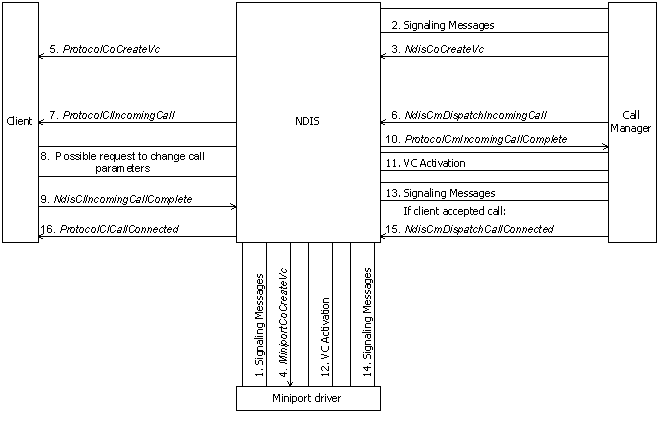 2. Signaling Messages
5. ProtocolCoCreateVc
3. NdisCoCreateVc
Client
7. ProtocolClIncomingCall
NDIS
6. NdisCmDispatchIncomingCall
Call
Manager
10. ProtocolCmIncomingCallComplete
8. Possible request to change call
parameters
11. VC Activation
9. NdisClIncomingCallComplete
13. Signaling Messages
If client accepted call:
16. ProtocolClCallConnected
15. NdisCmDispatchCallConnected
1. Signaling Messages
4. MiniportCoCreateVc
12. VC Activation
14. Signaling Messages
Miniport driver